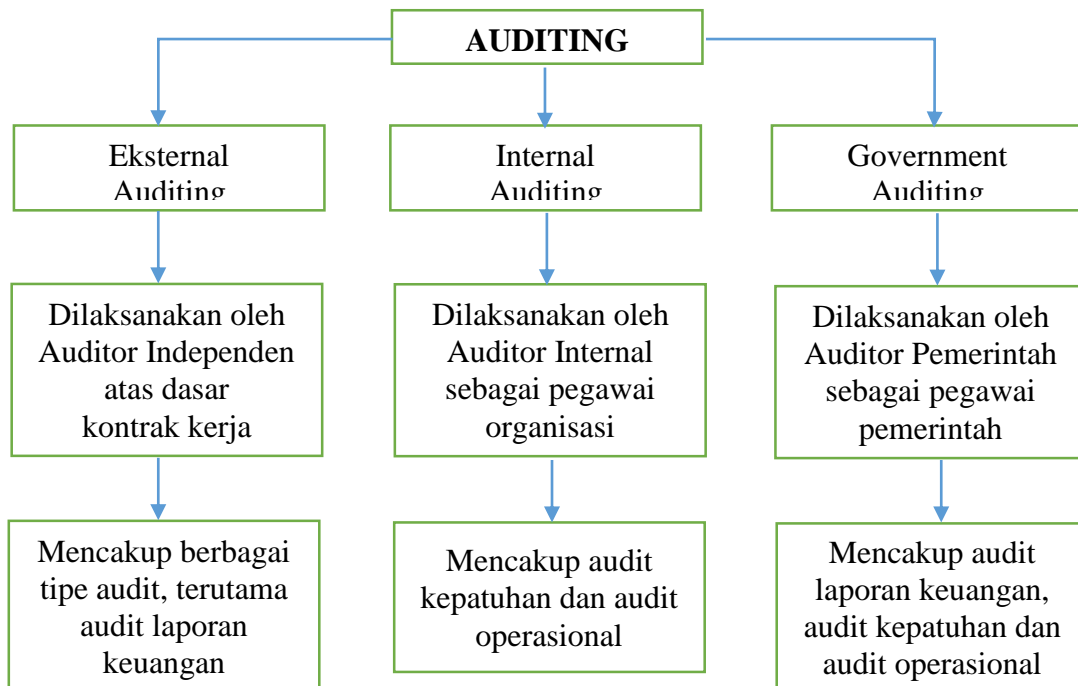 AUDITING
Eksternal
Auditing
Internal
Auditing
Government
Auditing
Dilaksanakan oleh
Auditor Independen
atas dasar
kontrak kerja
Dilaksanakan oleh
Auditor Internal
sebagai pegawai
organisasi
Dilaksanakan oleh
Auditor Pemerintah
sebagai pegawai
pemerintah
Mencakup berbagai
tipe audit, terutama
audit laporan
keuangan
Mencakup audit
kepatuhan dan audit
operasional
Mencakup audit
laporan keuangan,
audit kepatuhan dan
audit operasional